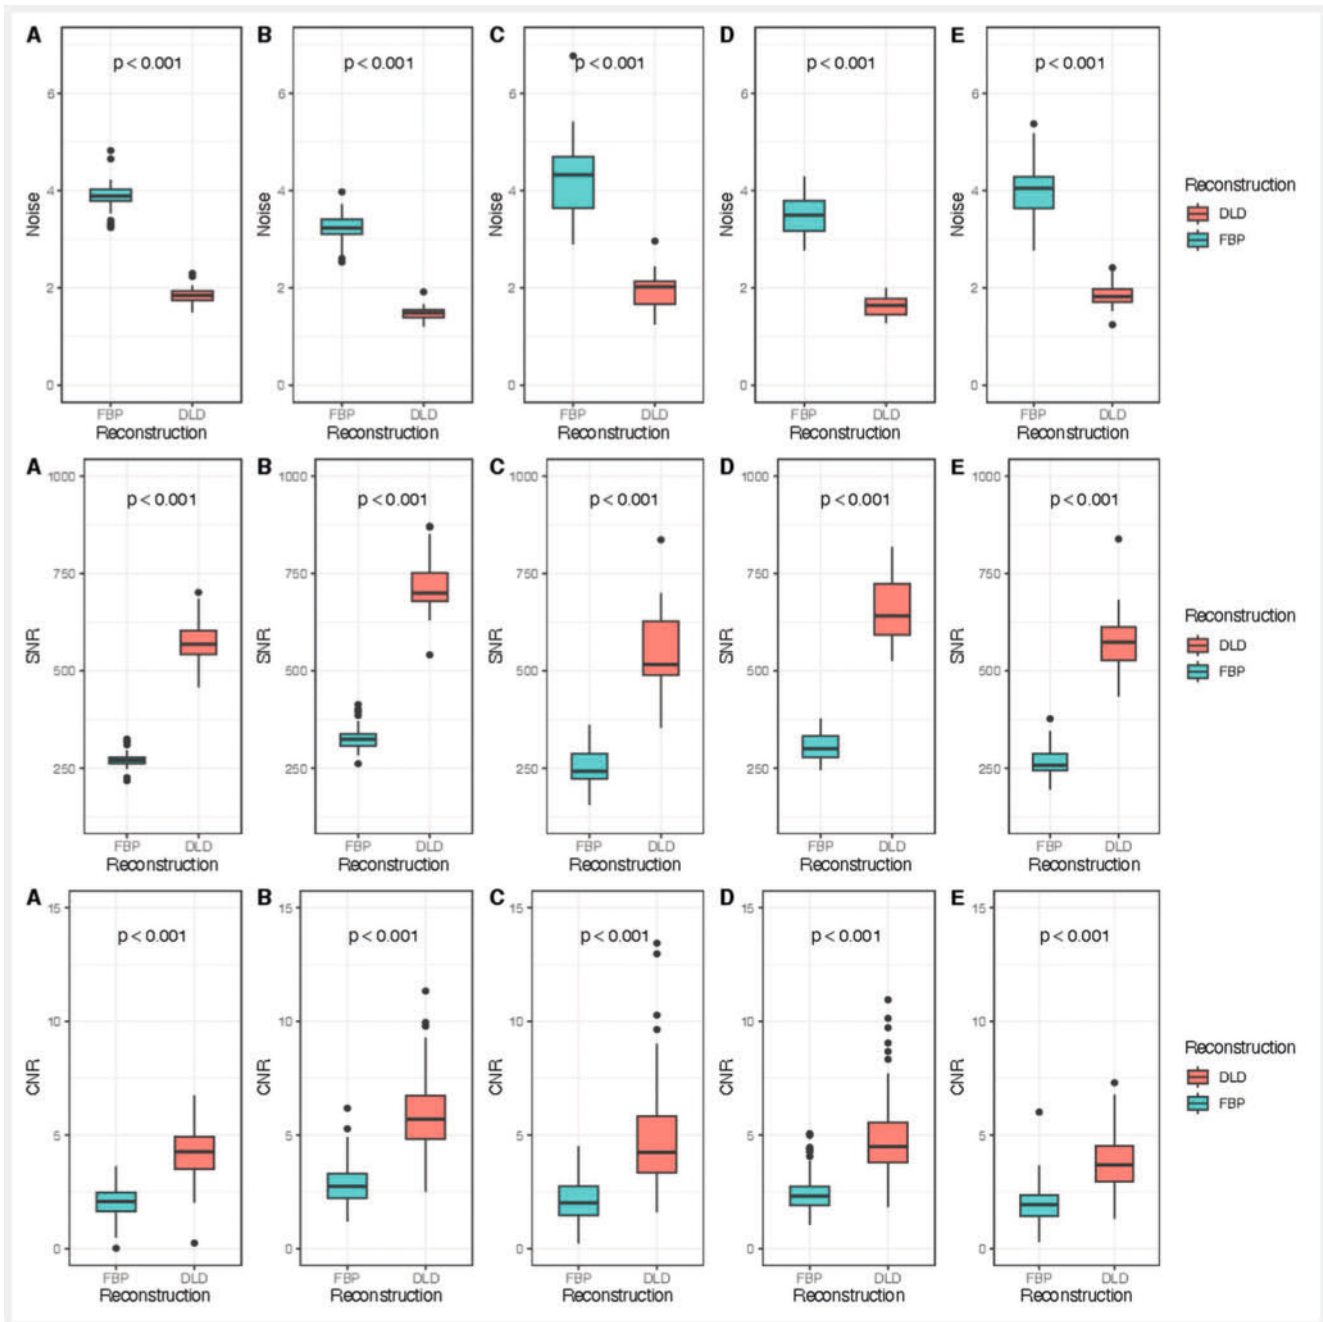 A B C D E
p < 0.001 p < 0.001 p < 0.001 p < 0.001 p < 0.001
6 6 6 6 6
4 4 4 4 4
2 2 2 2 2
0 0 0 0 0
Noise Noise Noise Noise Noise
FBP DLD FBP DLD FBP DLD FBP DLD FBP DLD
Reconstruction Reconstruction Reconstruction Reconstruction Reconstruction
Reconstruction
DLD
FBP
A B C D E
1000 1000 1000 1000 1000
p < 0.001 p < 0.001 p < 0.001 p < 0.001 p < 0.001
750 750 750 750 750
500 500 500 500 500
250 250 250 250 250
SNR SNR SNR SNR SNR
FBP DLD FBP DLD FBP DLD FBP DLD FBP DLD
Reconstruction Reconstruction Reconstruction Reconstruction Reconstruction
Reconstruction
DLD
FBP
A B C D E
15 15 15 15 15
p < 0.001 p < 0.001 p < 0.001 p < 0.001 p < 0.001
10 10 10 10 10
5 5 5 5 5
0 0 0 0 0
CNR CNR CNR CNR CNR
FBP DLD FBP DLD FBP DLD FBP DLD FBP DLD
Reconstruction Reconstruction Reconstruction Reconstruction Reconstruction
Reconstruction
DLD
FBP